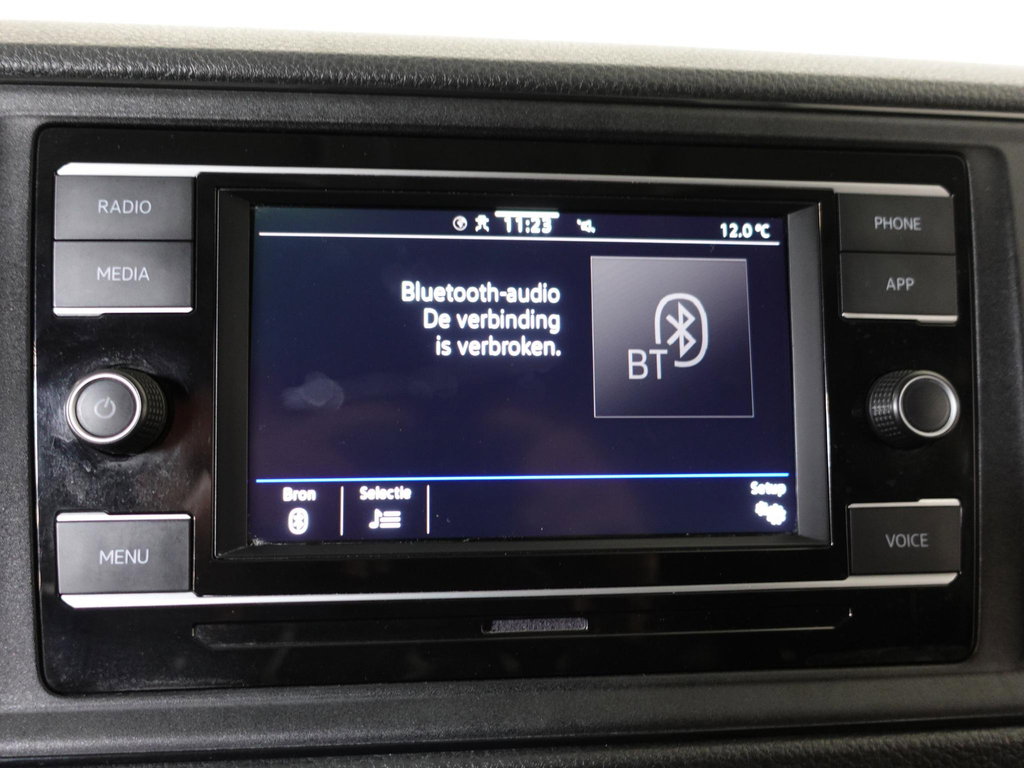 RADIO
MEDIA
MENU
11:23
12.0 °C
Bluetooth-audio
De verbinding
is verbroken.
BT
Bron
Selectie
Setup
PHONE
APP
VOICE